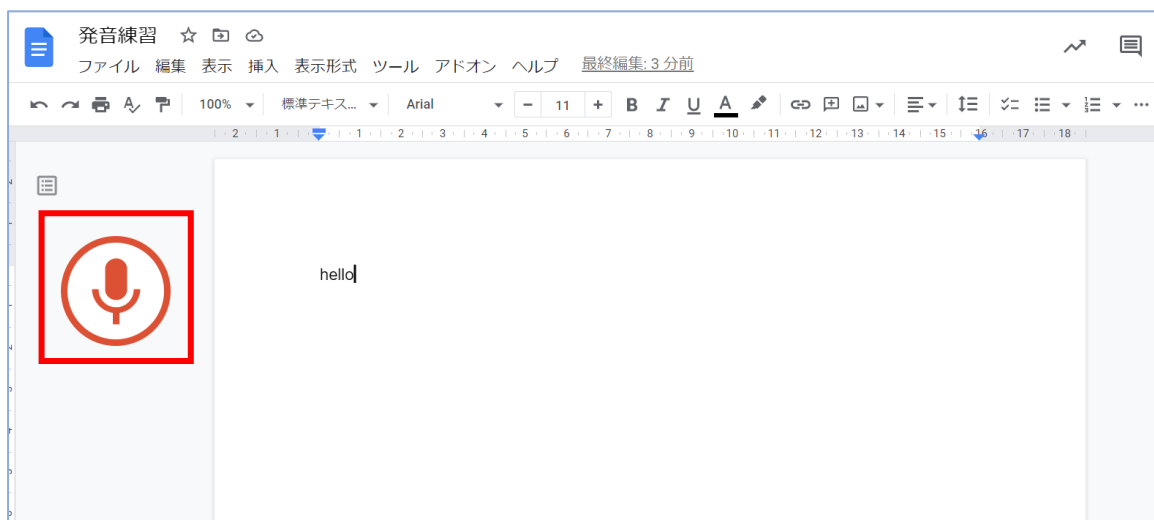 発音練習
ファイル 編集 表示 挿入 表示形式 ツール アドオン ヘルプ 最終編集: 3 分前
100% 標準テキス... Arial − 11 + B I U A
2 1 1 2 3 4 5 6 7 8 9 10 11 12 13 14 15 16 17 18
hello